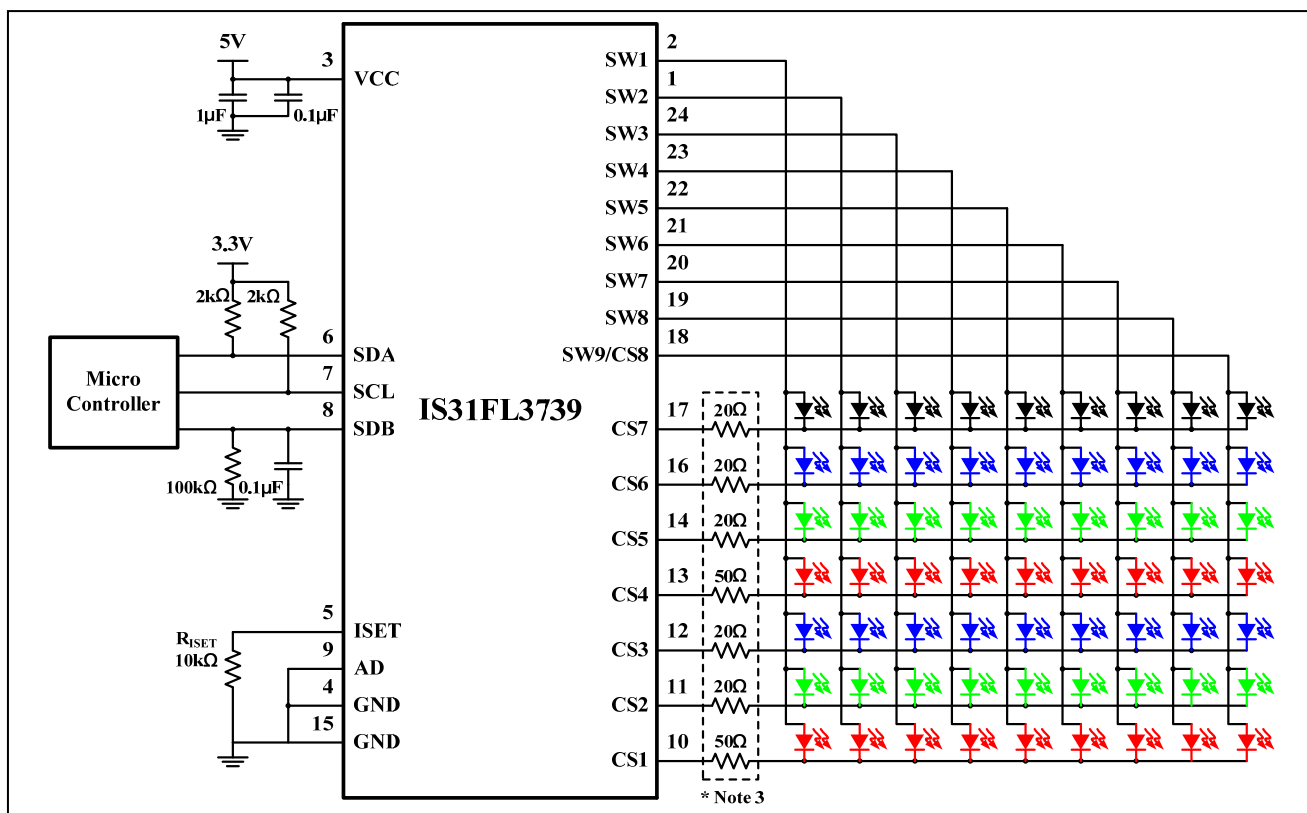 5V
3
VCC
1µF
0.1µF
3.3V
2kΩ
2kΩ
Micro
Controller
6
SDA
7
SCL
8
SDB
100kΩ
0.1µF
IS31FL3739
R_ISET
10kΩ
5
ISET
9
AD
4
GND
15
GND
2
SW1
1
SW2
24
SW3
23
SW4
22
SW5
21
SW6
20
SW7
19
SW8
18
SW9/CS8
17
CS7
20Ω
16
CS6
20Ω
14
CS5
20Ω
13
CS4
50Ω
12
CS3
20Ω
11
CS2
20Ω
10
CS1
50Ω
* Note 3